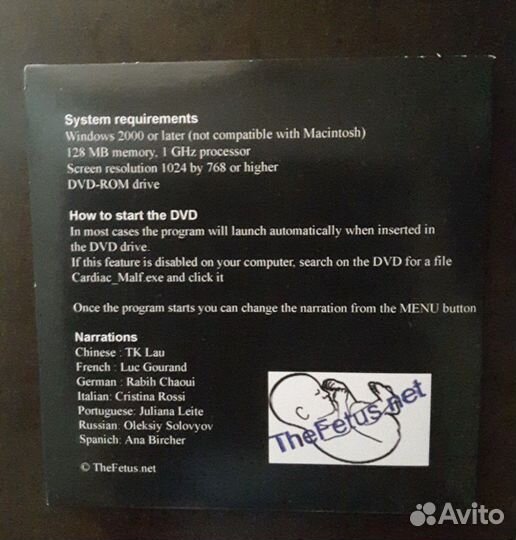 System requirements
Windows 2000 or later (not compatible with Macintosh)
128 MB memory, 1 GHz processor
Screen resolution 1024 by 768 or higher
DVD-ROM drive
How to start the DVD
In most cases the program will launch automatically when inserted in
the DVD drive.
If this feature is disabled on your computer, search on the DVD for a file
Cardiac_Malf.exe and click it
Once the program starts you can change the narration from the MENU button
Narrations
Chinese : TK Lau
French : Luc Gourand
German : Rabih Chaoui
Italian: Cristina Rossi
Portuguese: Juliana Leite
Russian: Oleksiy Solovyov
Spanich: Ana Bircher
TheFetus.net
© TheFetus.net
Avito